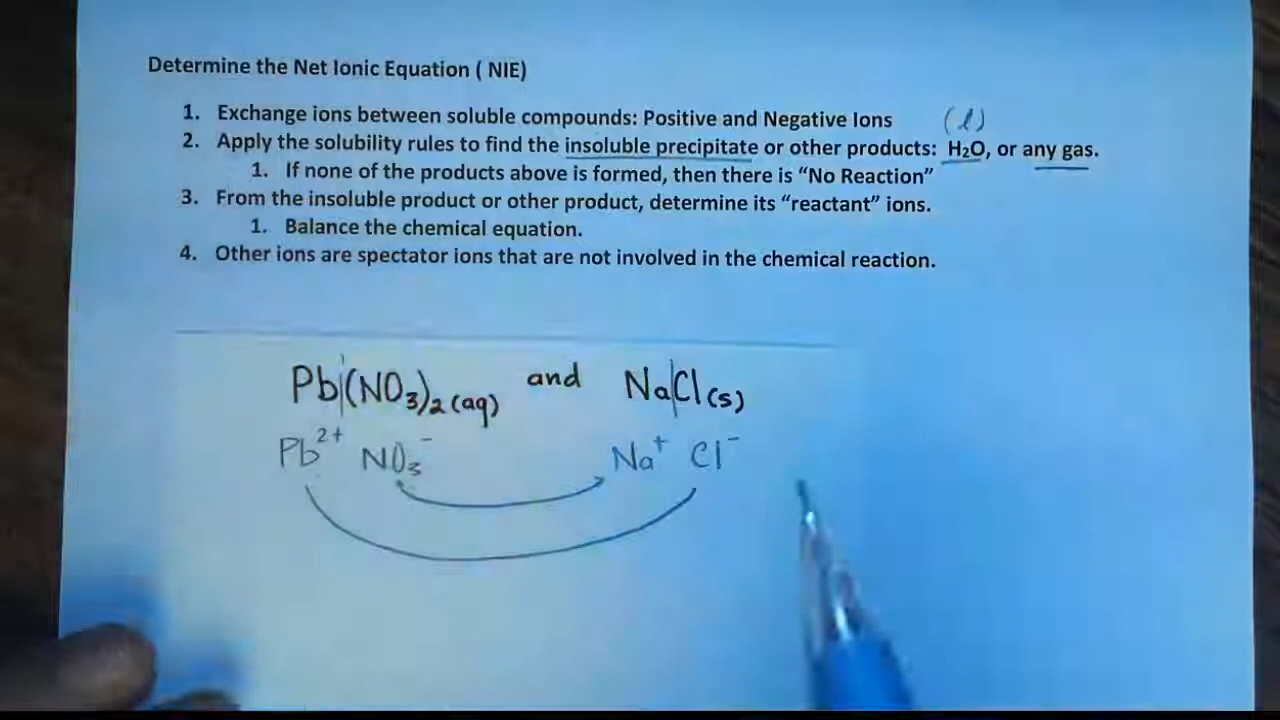 Determine the Net Ionic Equation ( NIE)
1. Exchange ions between soluble compounds: Positive and Negative Ions (l)
2. Apply the solubility rules to find the insoluble precipitate or other products: H₂O, or any gas.
1. If none of the products above is formed, then there is “No Reaction”
3. From the insoluble product or other product, determine its “reactant” ions.
1. Balance the chemical equation.
4. Other ions are spectator ions that are not involved in the chemical reaction.
Pb(NO₃)₂(aq) and NaCl(s)
Pb²⁺ NO₃⁻ Na⁺ Cl⁻